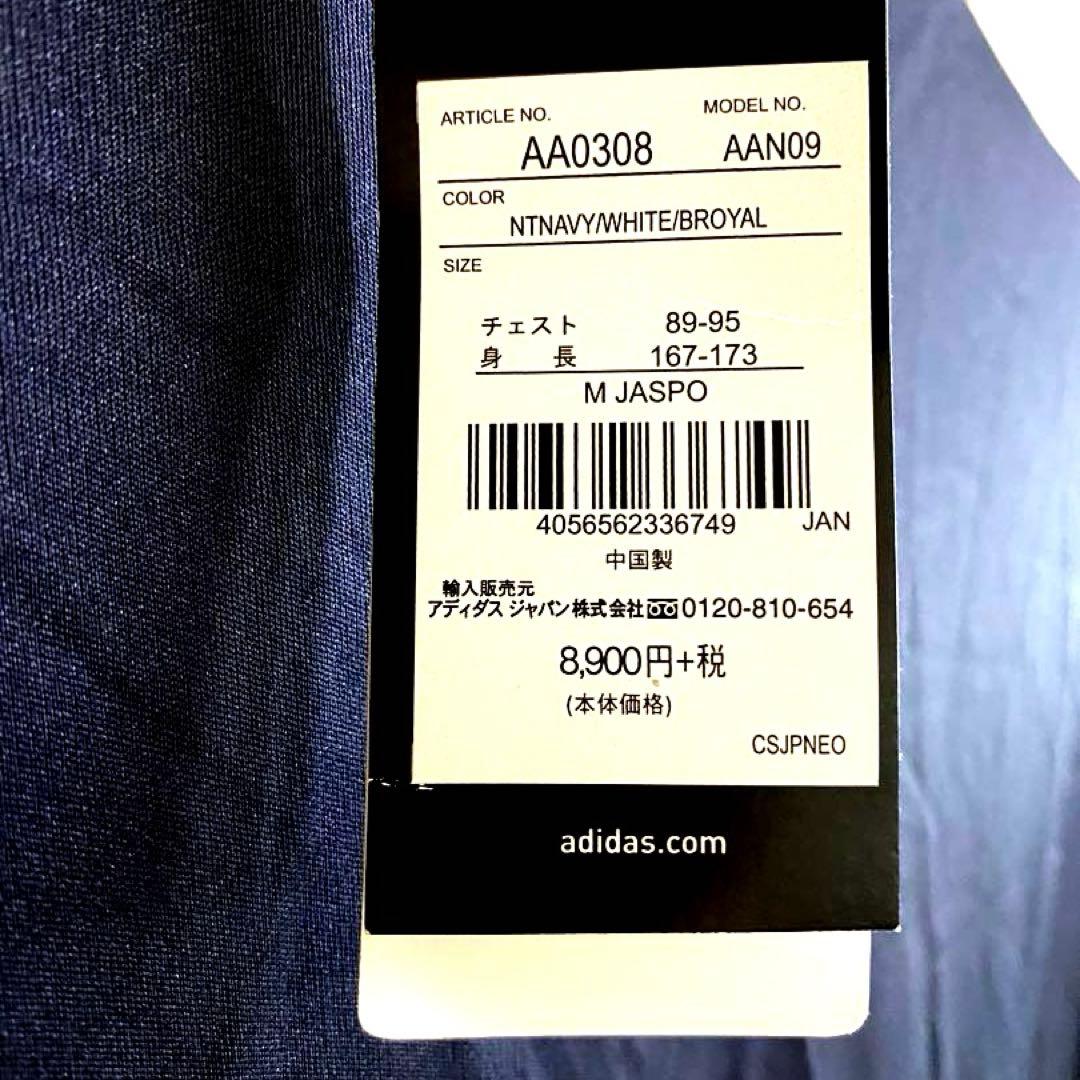 ARTICLE NO. MODEL NO.
AA0308 AAN09
COLOR
NTNAVY/WHITE/BROYAL
SIZE
チェスト 89-95
身長 167-173
M JASPO
4056562336749 JAN
中国製
輸入販売元
アディダス ジャパン株式会社 0120-810-654
8,900円+税
(本体価格)
CSJPNEO
adidas.com